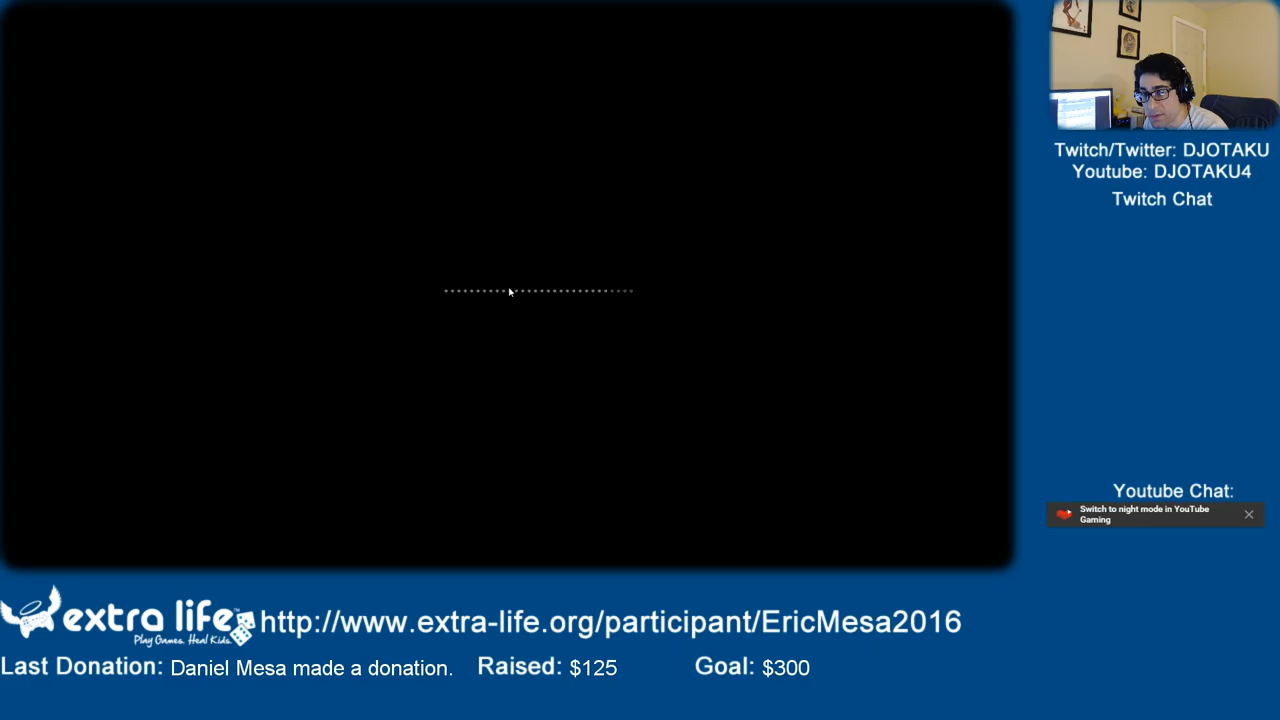 Twitch/Twitter: DJOTAKU
Youtube: DJOTAKU4
Twitch Chat
Youtube Chat:
Switch to night mode in YouTube
Gaming
extra life
Play Games. Heal Kids.
http://www.extra-life.org/participant/EricMesa2016
Last Donation: Daniel Mesa made a donation. Raised: $125 Goal: $300